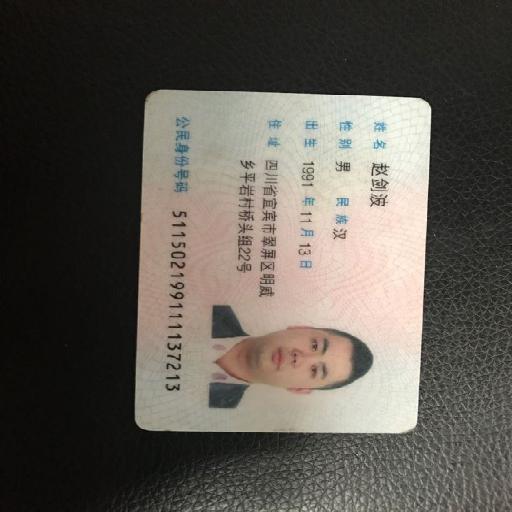 姓名 赵剑波
性别 男 民族 汉
出生 1991 年 11 月 13 日
住址 四川省宜宾市翠屏区明威
乡平岩村桥头组22号
公民身份号码 511502199111137213